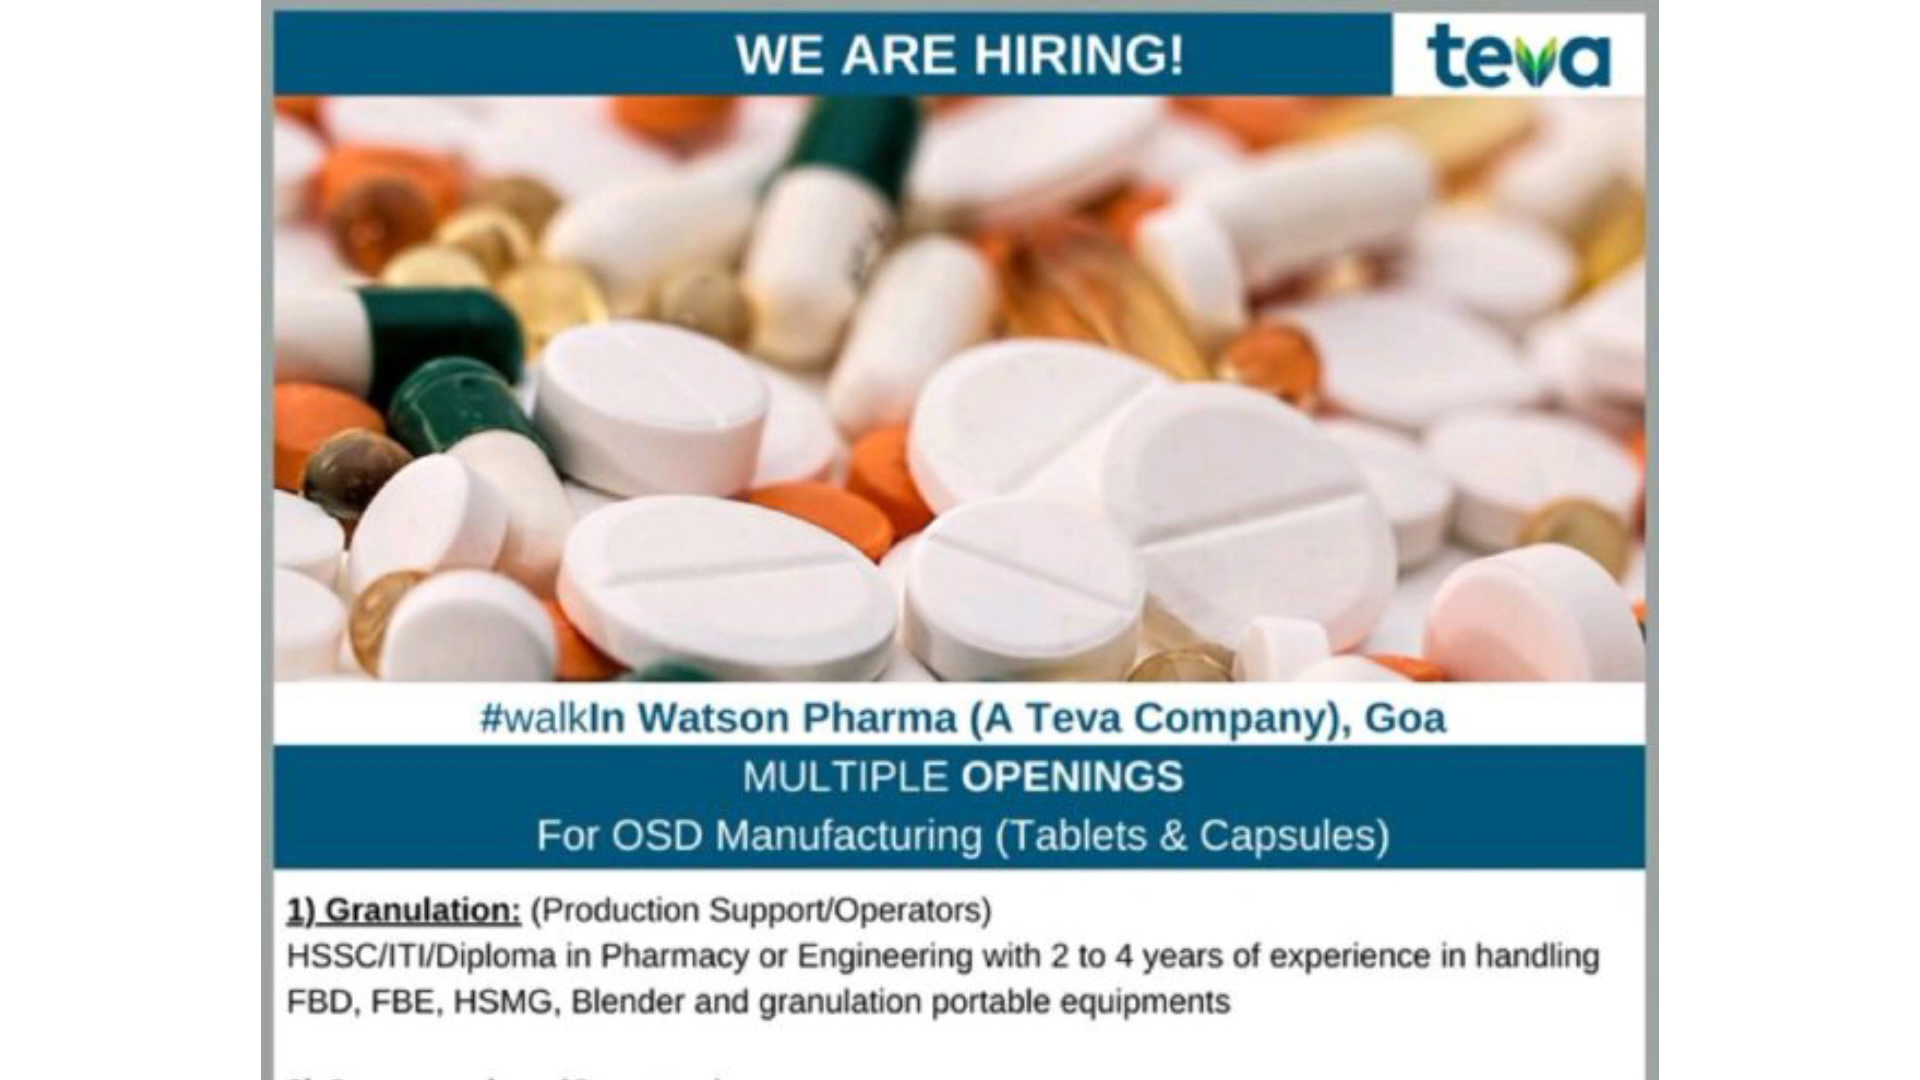 WE ARE HIRING!
teva
#walkIn Watson Pharma (A Teva Company), Goa
MULTIPLE OPENINGS
For OSD Manufacturing (Tablets & Capsules)
1) Granulation: (Production Support/Operators)
HSSC/ITI/Diploma in Pharmacy or Engineering with 2 to 4 years of experience in handling
FBD, FBE, HSMG, Blender and granulation portable equipments